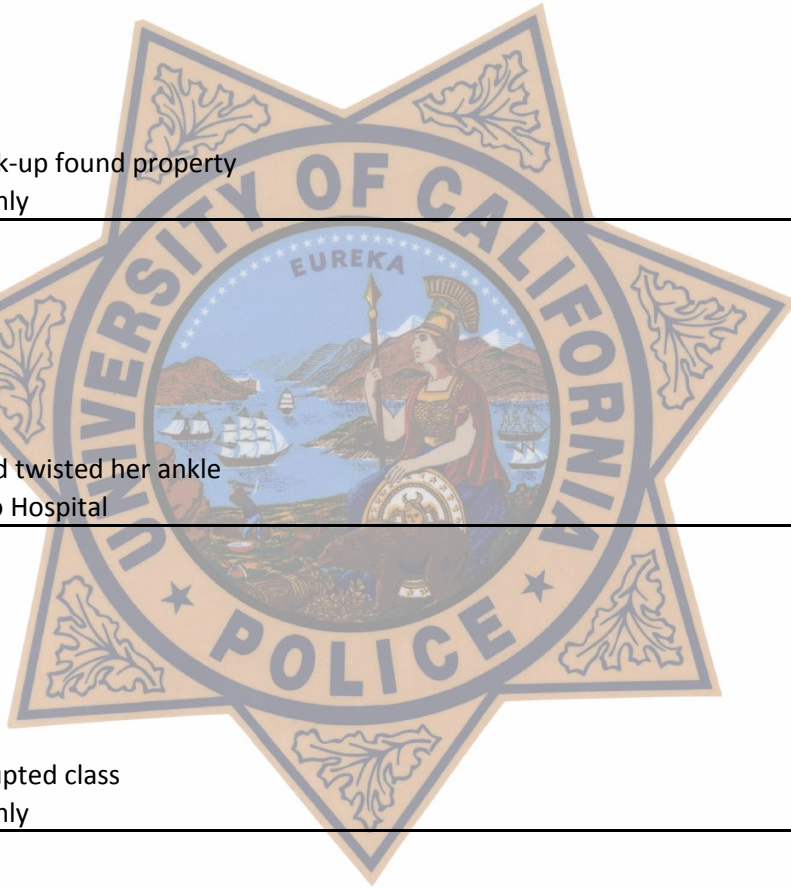 k-up found property
nly
UNIVERSITY OF CALIFORNIA
EUREKA
d twisted her ankle
o Hospital
POLICE
upted class
nly